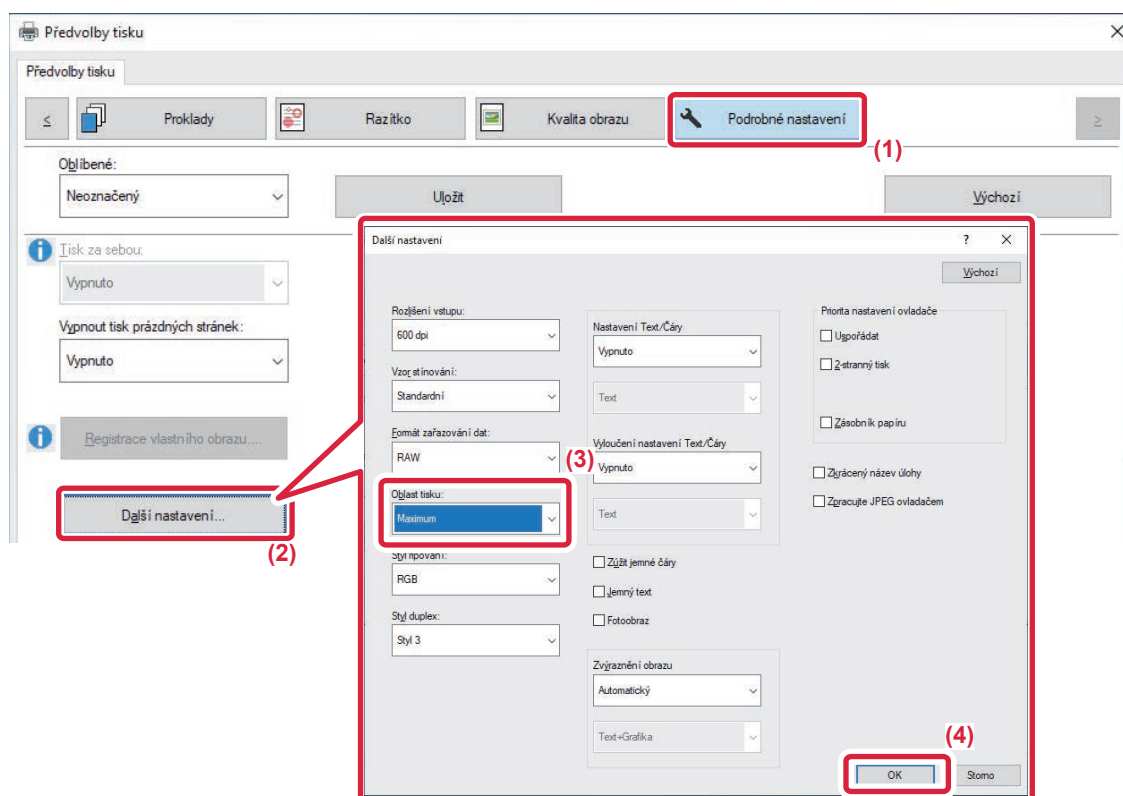 Předvolby tisku
Předvolby tisku
<
Proklady
Razítko
Kvalita obrazu
Podrobné nastavení
>
(1)
Oblíbené:
Neoznačený
Uložit
Výchozí
Tisk za sebou:
Vypnuto
Vypnout tisk prázdných stránek:
Vypnuto
Registrace vlastního obrazu....
Další nastavení...
(2)
Další nastavení
?
Výchozí
Rozlišení vstupu:
600 dpi
Vzor stínování:
Standardní
Formát zařazování dat:
RAW
(3)
Oblast tisku:
Maximum
Styl ripování:
RGB
Styl duplex:
Styl 3
Nastavení Text/Čáry
Vypnuto
Text
Vyloučení nastavení Text/Čáry
Vypnuto
Text
Zúžit jemné čáry
Jemný text
Fotoobraz
Zvýraznění obrazu
Automatický
Text+Grafika
Priorita nastavení ovladače
Uspořádat
2-stranný tisk
Zásobník papíru
Zkrácený název úlohy
Zpracujte JPEG ovladačem
(4)
OK
Storno